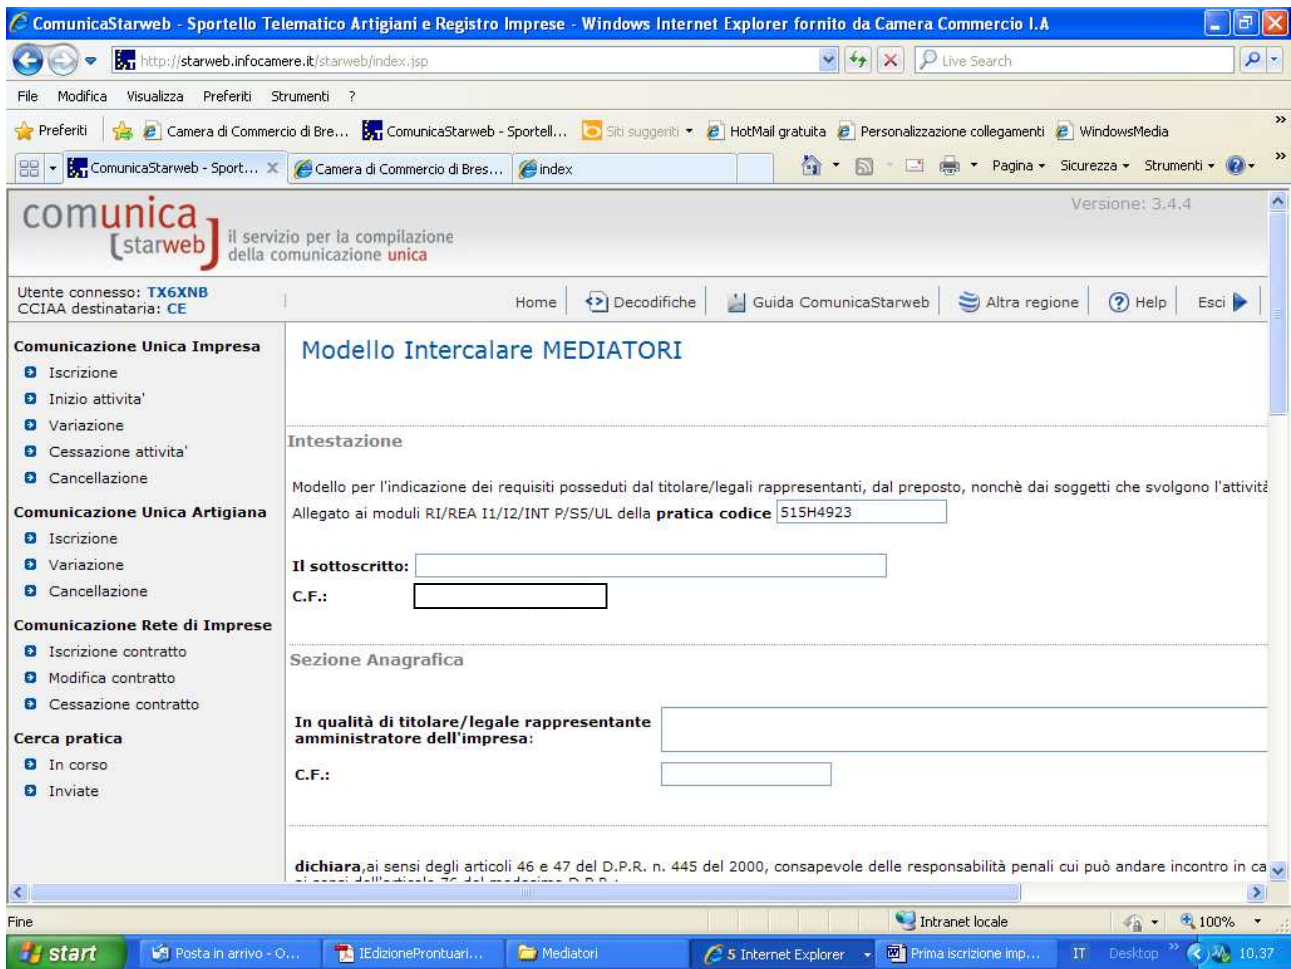 ComunicaStarweb - Sportello Telematico Artigiani e Registro Imprese - Windows Internet Explorer fornito da Camera Commercio I.A
http://starweb.infocamere.it/starweb/index.jsp
Live Search
File Modifica Visualizza Preferiti Strumenti ?
Preferiti Camera di Commercio di Bre... ComunicaStarweb - Sportell... Siti suggeriti HotMail gratuita Personalizzazione collegamenti WindowsMedia »
ComunicaStarweb - Sport... X Camera di Commercio di Bres... index Pagina Sicurezza Strumenti »
comunica
[starweb]
il servizio per la compilazione
della comunicazione unica
Versione: 3.4.4
Utente connesso: TX6XNB
CCIAA destinataria: CE
Home Decodifiche Guida ComunicaStarweb Altra regione Help Esci
Comunicazione Unica Impresa
Iscrizione
Inizio attivita'
Variazione
Cessazione attivita'
Cancellazione
Comunicazione Unica Artigiana
Iscrizione
Variazione
Cancellazione
Comunicazione Rete di Imprese
Iscrizione contratto
Modifica contratto
Cessazione contratto
Cerca pratica
In corso
Inviate
Modello Intercalare MEDIATORI
Intestazione
Modello per l'indicazione dei requisiti posseduti dal titolare/legali rappresentanti, dal preposto, nonchè dai soggetti che svolgono l'attività
Allegato ai moduli RI/REA I1/I2/INT P/S5/UL della pratica codice 515H4923
Il sottoscritto:
C.F.:
Sezione Anagrafica
In qualità di titolare/legale rappresentante
amministratore dell'impresa:
C.F.:
dichiara,ai sensi degli articoli 46 e 47 del D.P.R. n. 445 del 2000, consapevole delle responsabilità penali cui può andare incontro in ca
ai sensi dell'articolo 76 del medesimo D.P.R.:
Fine Intranet locale 100%
start Posta in arrivo - O... IEdizioneProntuari... Mediatori 5 Internet Explorer Prima iscrizione imp... IT Desktop » 10.37